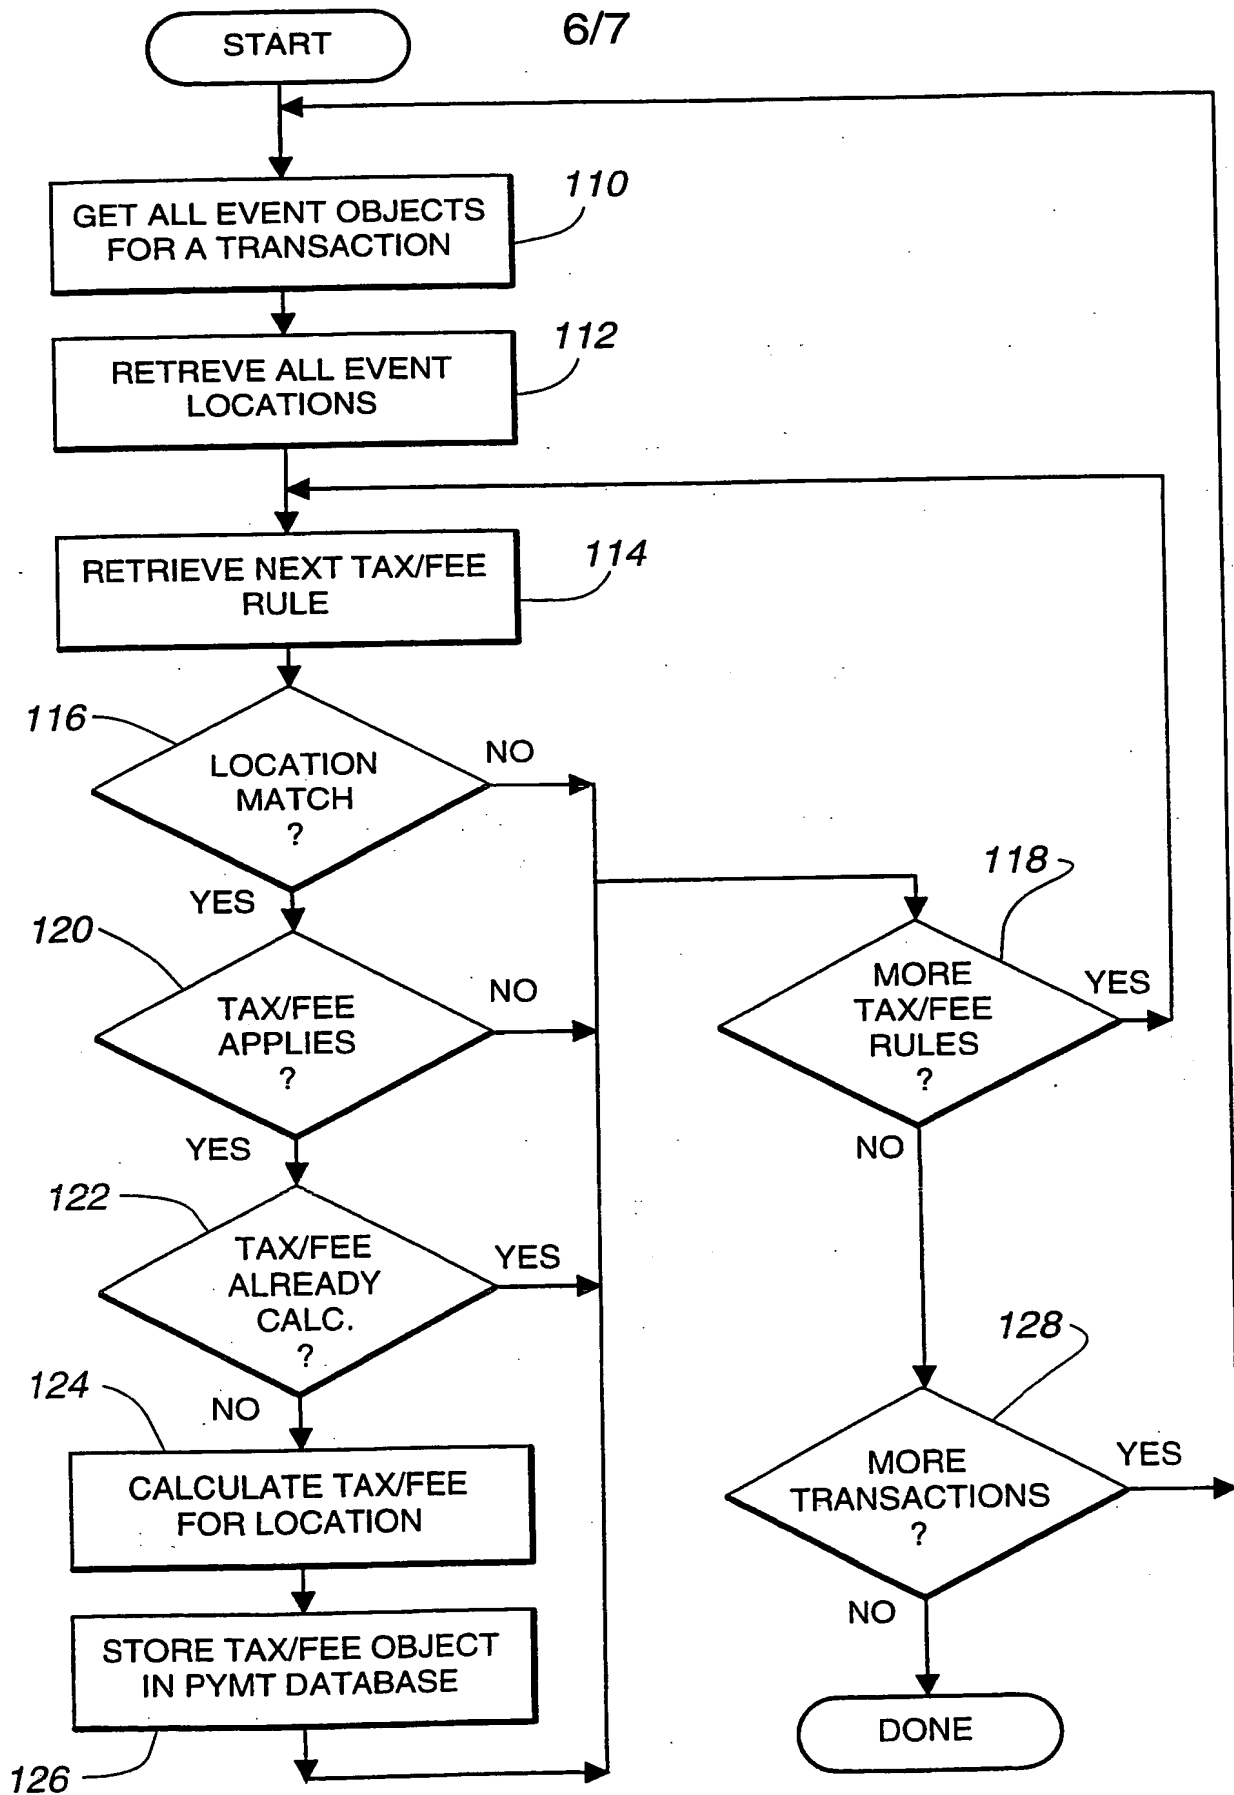 6/7
START
110
GET ALL EVENT OBJECTS
FOR A TRANSACTION
112
RETREVE ALL EVENT
LOCATIONS
114
RETRIEVE NEXT TAX/FEE
RULE
116
LOCATION
MATCH
?
NO
YES
118
MORE
TAX/FEE
RULES
?
YES
NO
120
TAX/FEE
APPLIES
?
NO
YES
122
TAX/FEE
ALREADY
CALC.
?
YES
NO
124
CALCULATE TAX/FEE
FOR LOCATION
STORE TAX/FEE OBJECT
IN PYMT DATABASE
126
128
MORE
TRANSACTIONS
?
YES
NO
DONE